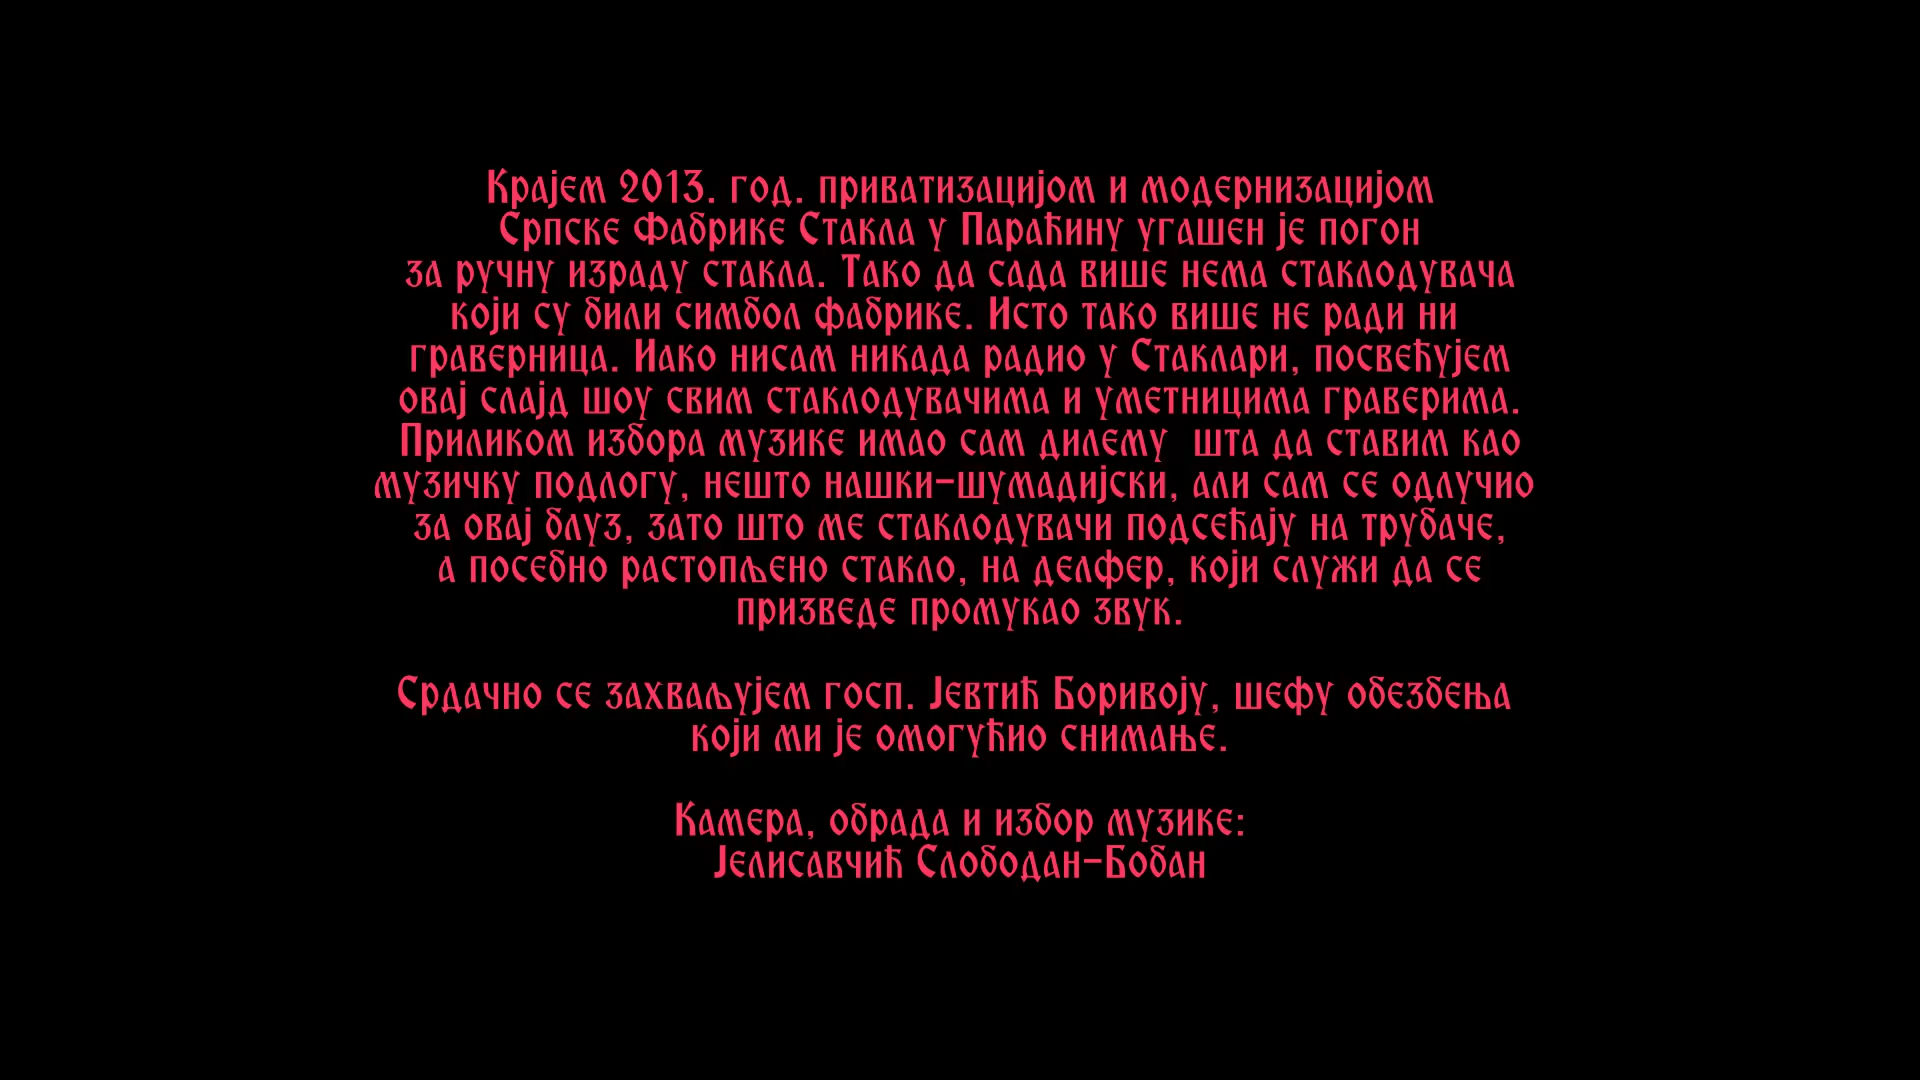 Крајем 2013. год. приватизацијом и модернизацијом
Српске Фабрике Стакла у Параћину угашен је погон
за ручну израду стакла. Тако да сада више нема стаклодувача
који су били симбол фабрике. Исто тако више не ради ни
граверница. Иако нисам никада радио у Стаклари, посвећујем
овај слајд шоу свим стаклодувачима и уметницима граверима.
Приликом избора музике имао сам дилему  шта да ставим као
музичку подлогу, нешто нашки-шумадијски, али сам се одлучио
за овај блуз, зато што ме стаклодувачи подсећају на трубаче,
а посебно растопљено стакло, на делфер, који служи да се
призведе промукао звук.
Срдачно се захваљујем госп. Јевтић Боривоју, шефу обезбења
који ми је омогућио снимање.
Камера, обрада и избор музике:
Јелисавчић Слободан-Бобан